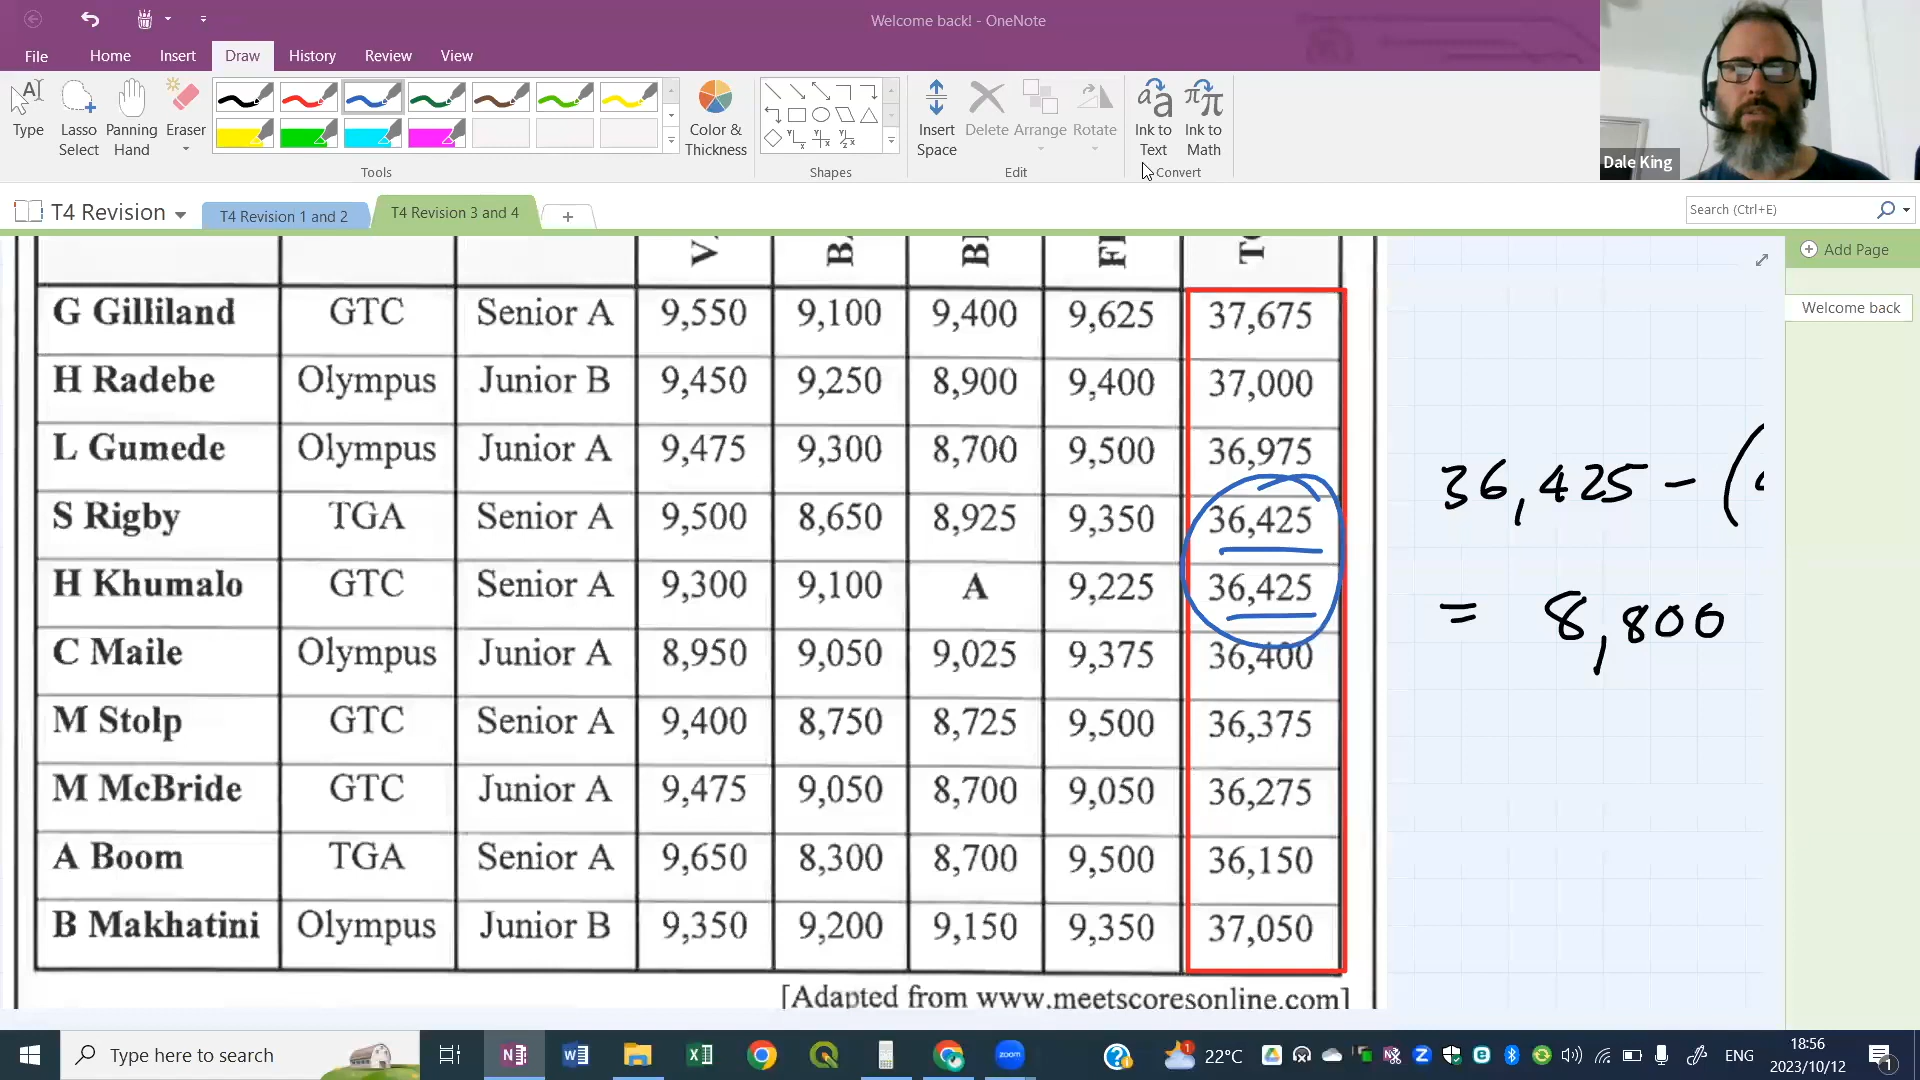 Welcome back! - OneNote
File Home Insert Draw History Review View
Type
Lasso Select
Panning Hand
Eraser
Color & Thickness
Insert Space
Delete
Arrange
Rotate
Ink to Text
Ink to Math
Tools
Shapes
Edit
Convert
Dale King
T4 Revision
T4 Revision 1 and 2
T4 Revision 3 and 4
Search (Ctrl+E)
Add Page
Welcome back
G Gilliland GTC Senior A 9,550 9,100 9,400 9,625 37,675
H Radebe Olympus Junior B 9,450 9,250 8,900 9,400 37,000
L Gumede Olympus Junior A 9,475 9,300 8,700 9,500 36,975
S Rigby TGA Senior A 9,500 8,650 8,925 9,350 36,425
H Khumalo GTC Senior A 9,300 9,100 A 9,225 36,425
C Maile Olympus Junior A 8,950 9,050 9,025 9,375 36,400
M Stolp GTC Senior A 9,400 8,750 8,725 9,500 36,375
M McBride GTC Junior A 9,475 9,050 8,700 9,050 36,275
A Boom TGA Senior A 9,650 8,300 8,700 9,500 36,150
B Makhatini Olympus Junior B 9,350 9,200 9,150 9,350 37,050
[Adapted from www.meetscoresonline.com]
36,425 - (
= 8,800
Type here to search
22°C
ENG
18:56
2023/10/12
1